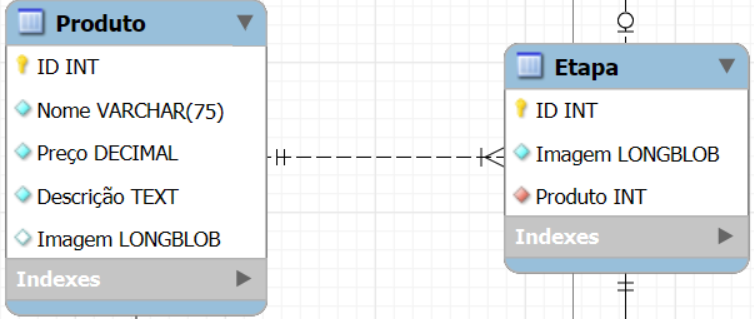 Produto
ID INT
Nome VARCHAR(75)
Preço DECIMAL
Descrição TEXT
Imagem LONGBLOB
Indexes
Etapa
ID INT
Imagem LONGBLOB
Produto INT
Indexes